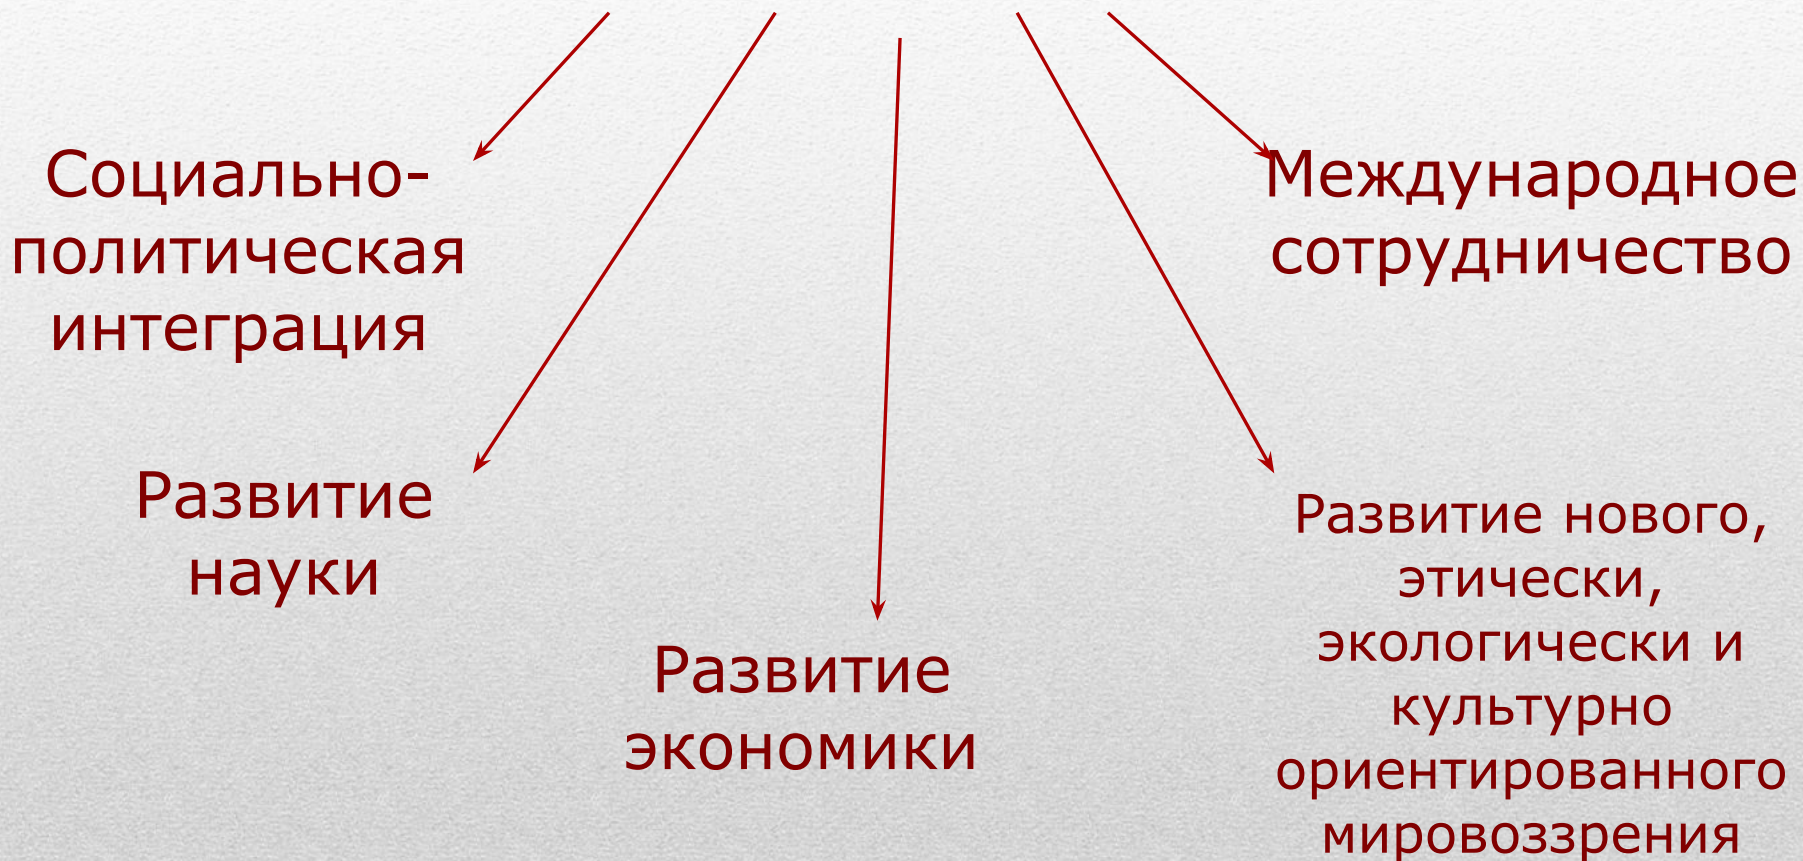 Социально-
политическая
интеграция
Международное
сотрудничество
Развитие
науки
Развитие
экономики
Развитие нового,
этически,
экологически и
культурно
ориентированного
мировоззрения